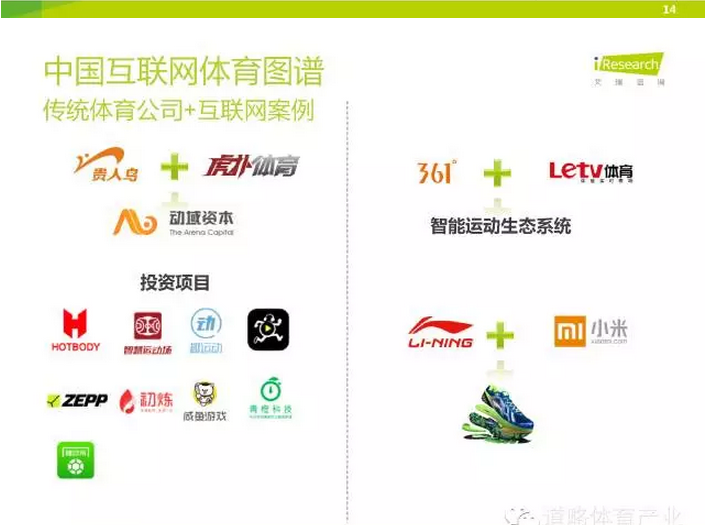 14
中国互联网体育图谱
iResearch
艾瑞咨询
传统体育公司+互联网案例
贵人鸟
虎扑体育
动域资本
The Arena Capital
投资项目
HOTBODY
智慧运动场
趣运动
ZEPP
初炼
咸鱼游戏
青橙科技
361°
Letv体育
智能运动生态系统
LI-NING
mi
小米
xiaomi.com
道略体育产业